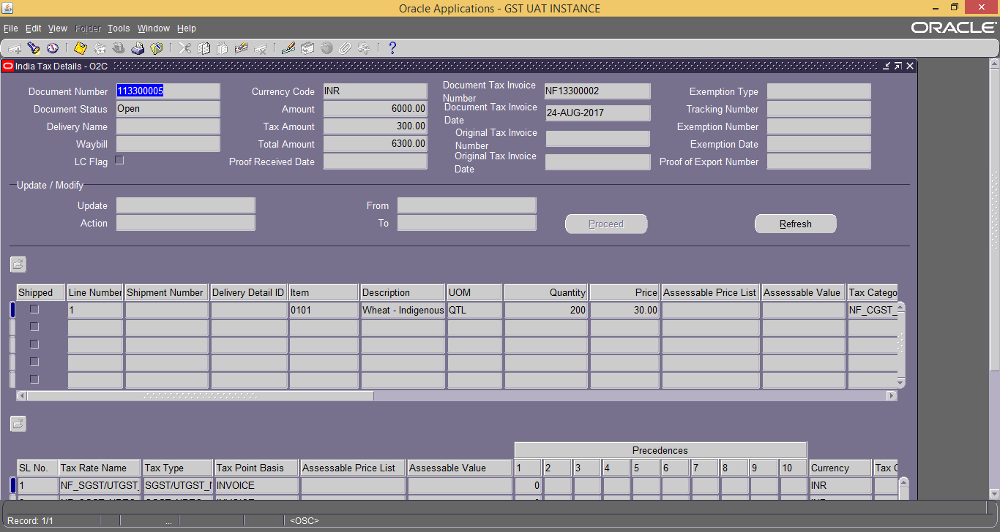 Oracle Applications - GST UAT INSTANCE
File Edit View Folder Tools Window Help
ORACLE
India Tax Details - O2C
Document Number 113300005 Currency Code INR Document Tax Invoice Number NF13300002 Exemption Type
Document Status Open Amount 6000.00 Document Tax Invoice Date 24-AUG-2017 Tracking Number
Delivery Name Tax Amount 300.00 Original Tax Invoice Number Exemption Number
Waybill Total Amount 6300.00 Original Tax Invoice Date Exemption Date
LC Flag Proof Received Date Proof of Export Number
Update / Modify
Update From
Action To Proceed Refresh
Shipped Line Number Shipment Number Delivery Detail ID Item Description UOM Quantity Price Assessable Price List Assessable Value Tax Catego
1 0101 Wheat - Indigenous QTL 200 30.00 NF_CGST_
Precedences
SL No. Tax Rate Name Tax Type Tax Point Basis Assessable Price List Assessable Value 1 2 3 4 5 6 7 8 9 10 Currency Tax
1 NF_SGST/UTGST_ SGST/UTGST_ INVOICE 0 INR
Record: 1/1 ... <OSC>